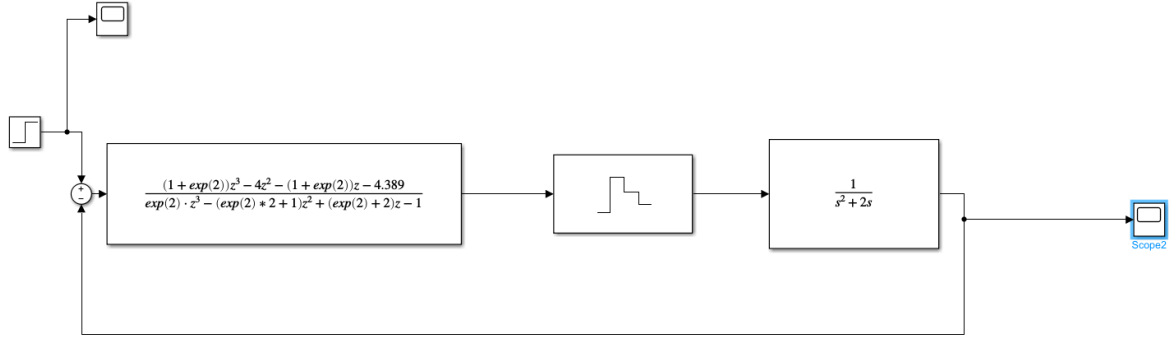 (1 + exp(2))z³ − 4z² − (1 + exp(2))z − 4.389
exp(2) · z³ − (exp(2) ∗ 2 + 1)z² + (exp(2) + 2)z − 1
1
s² + 2s
+
−
Scope2